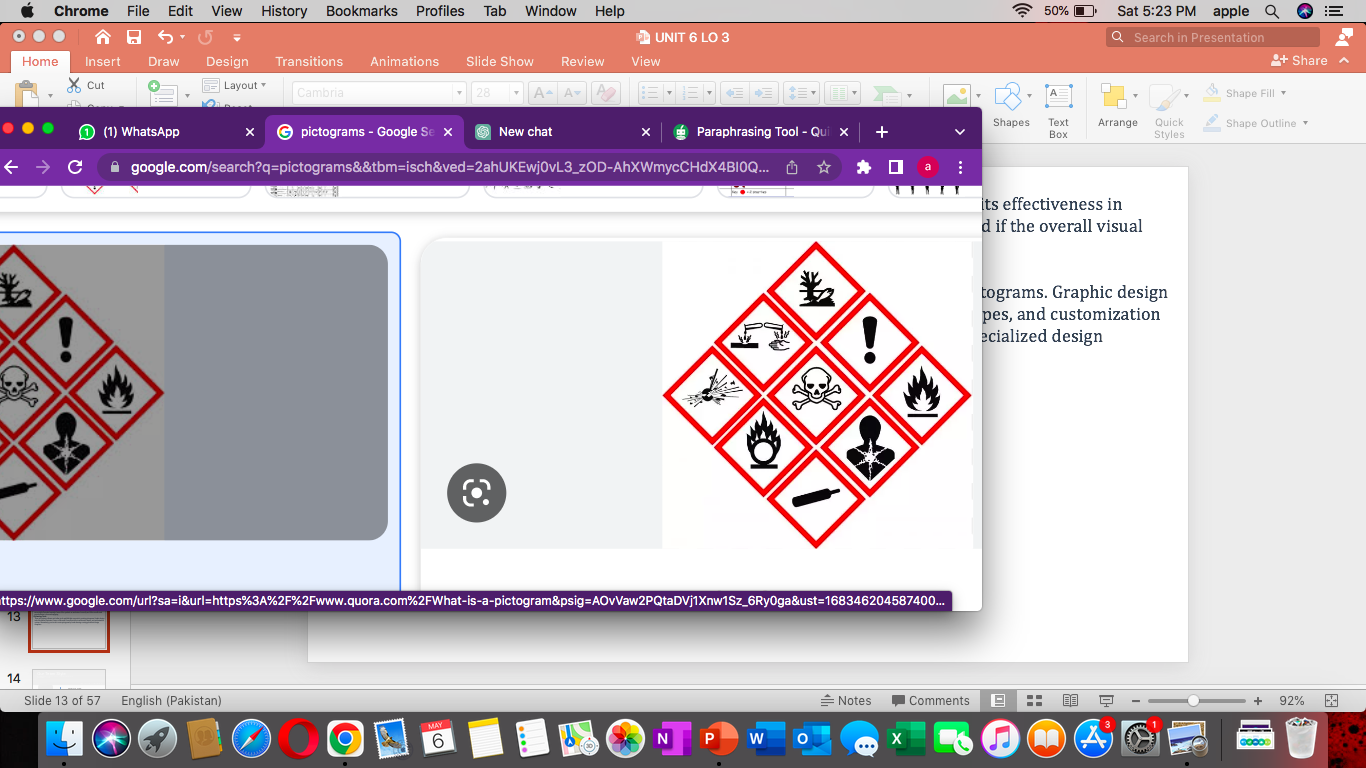 Chrome File Edit View History Bookmarks Profiles Tab Window Help 50% Sat 5:23 PM apple
UNIT 6 LO 3
Search in Presentation
Home Insert Draw Design Transitions Animations Slide Show Review View Share
Cut
Layout
Cambria 28
Shapes
Text
Box
Arrange
Quick
Styles
Shape Fill
Shape Outline
(1) WhatsApp
pictograms - Google Se
New chat
Paraphrasing Tool - Qui
google.com/search?q=pictograms&&tbm=isch&ved=2ahUKEwj0vL3_zOD-AhXWmycCHdX4BI0Q...
its effectiveness in
d if the overall visual
tograms. Graphic design
pes, and customization
ecialized design
ttps://www.google.com/url?sa=i&url=https%3A%2F%2Fwww.quora.com%2FWhat-is-a-pictogram&psig=AOvVaw2PQtaDVj1Xnw1Sz_6Ry0ga&ust=168346204587400...
13
14
Slide 13 of 57 English (Pakistan) Notes Comments 92%
MAY
6
3
1